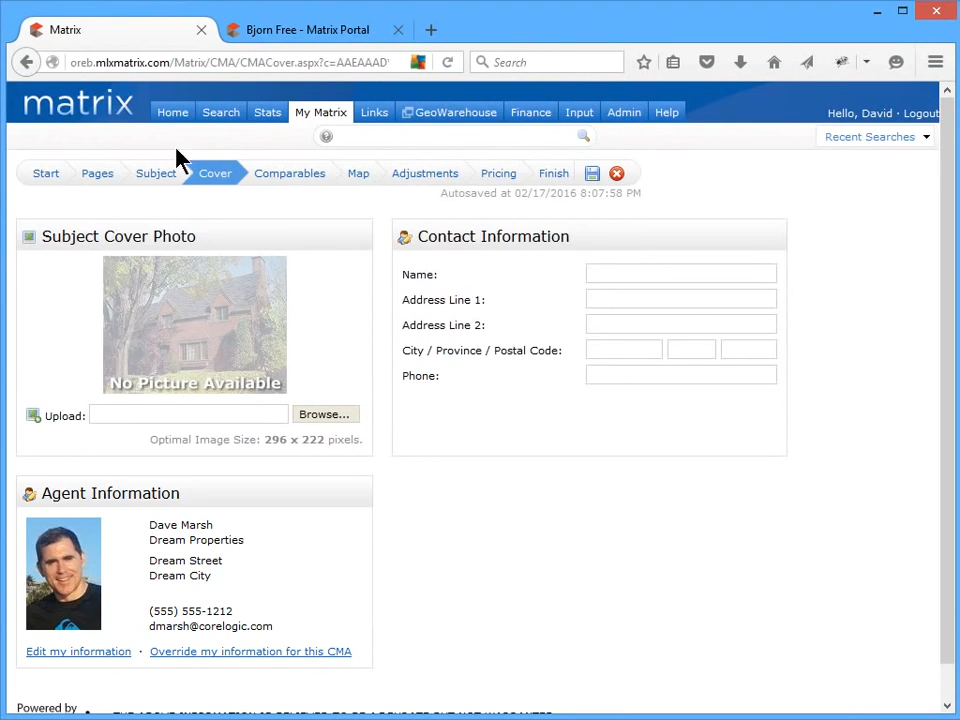 Matrix
Bjorn Free - Matrix Portal
oreb.mlxmatrix.com/Matrix/CMA/CMACover.aspx?c=AAEAAAD'
Search
matrix
Home
Search
Stats
My Matrix
Links
GeoWarehouse
Finance
Input
Admin
Help
Hello, David · Logout
Recent Searches
Start
Pages
Subject
Cover
Comparables
Map
Adjustments
Pricing
Finish
Autosaved at 02/17/2016 8:07:58 PM
Subject Cover Photo
No Picture Available
Upload:
Browse...
Optimal Image Size: 296 x 222 pixels.
Contact Information
Name:
Address Line 1:
Address Line 2:
City / Province / Postal Code:
Phone:
Agent Information
Dave Marsh
Dream Properties
Dream Street
Dream City
(555) 555-1212
dmarsh@corelogic.com
Edit my information · Override my information for this CMA
Powered by